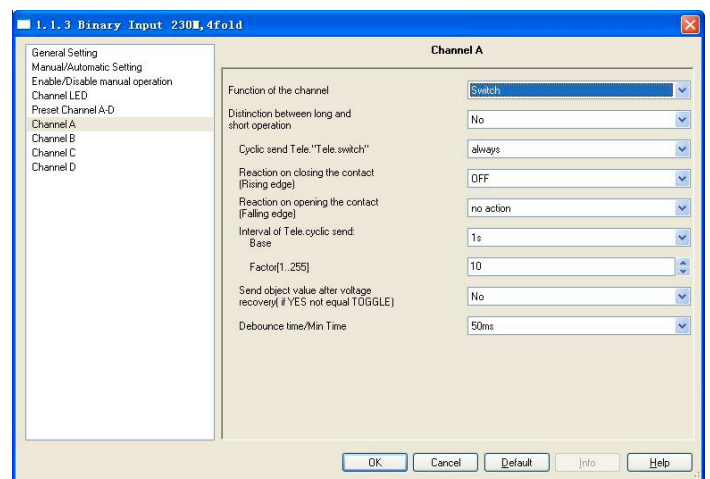 1.1.3 Binary Input 230M,4fold
General Setting
Manual/Automatic Setting
Enable/Disable manual operation
Channel LED
Preset Channel A-D
Channel A
Channel B
Channel C
Channel D
Channel A
Function of the channel
Switch
Distinction between long and
short operation
No
Cyclic send Tele."Tele.switch"
always
Reaction on closing the contact
(Rising edge)
OFF
Reaction on opening the contact
(Falling edge)
no action
Interval of Tele.cyclic send:
Base
1s
Factor[1..255]
10
Send object value after voltage
recovery( if YES not equal TOGGLE)
No
Debounce time/Min Time
50ms
OK
Cancel
Default
Info
Help